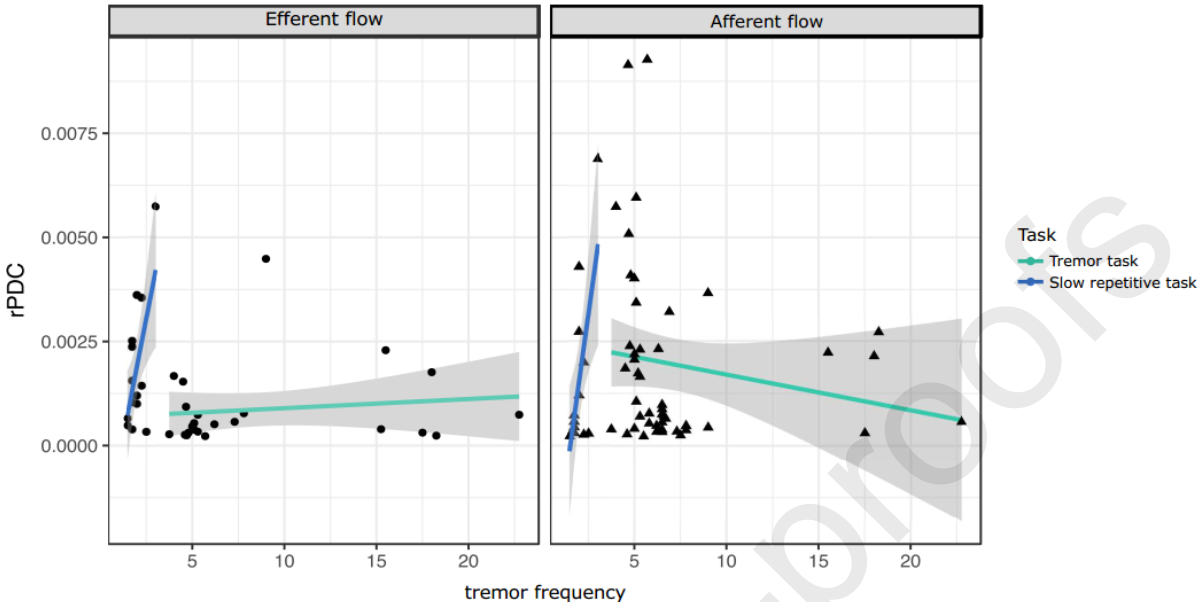 Efferent flow
Afferent flow
0.0075
0.0050
0.0025
0.0000
rPDC
5
10
15
20
5
10
15
20
tremor frequency
Task
Tremor task
Slow repetitive task